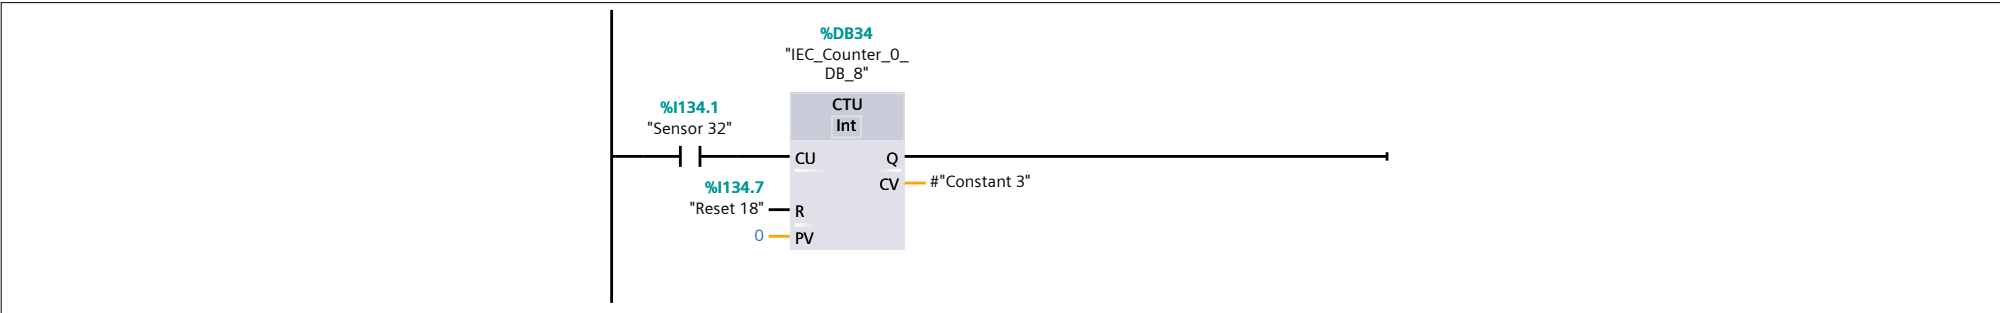 %DB34
"IEC_Counter_0_
DB_8"
%I134.1
"Sensor 32"
CTU
Int
CU
Q
CV
#"Constant 3"
%I134.7
"Reset 18"
R
0
PV